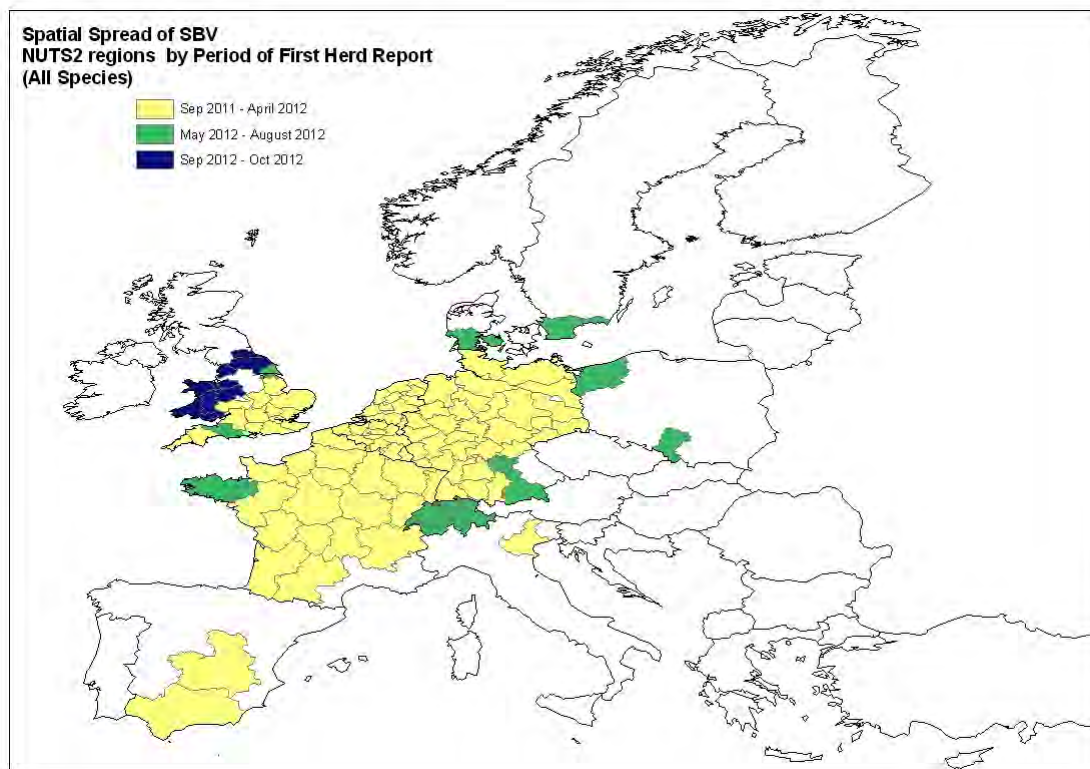 Spatial Spread of SBV
NUTS2 regions by Period of First Herd Report
(All Species)
Sep 2011 - April 2012
May 2012 - August 2012
Sep 2012 - Oct 2012